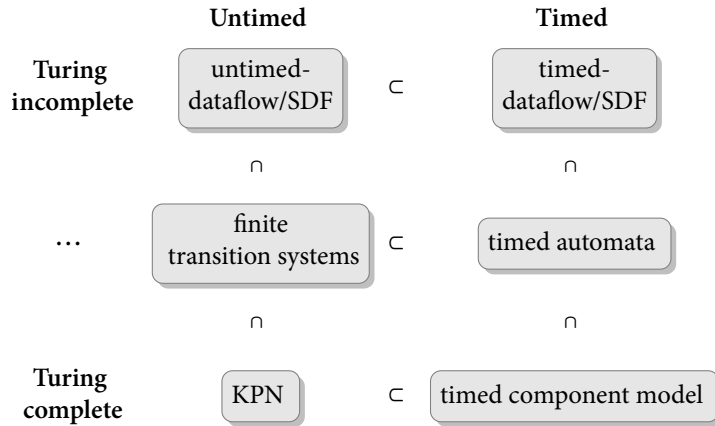 Untimed Timed
Turing untimed- timed-
incomplete dataflow/SDF ⊂ dataflow/SDF
∩ ∩
... finite
transition systems ⊂ timed automata
∩ ∩
Turing
complete KPN ⊂ timed component model